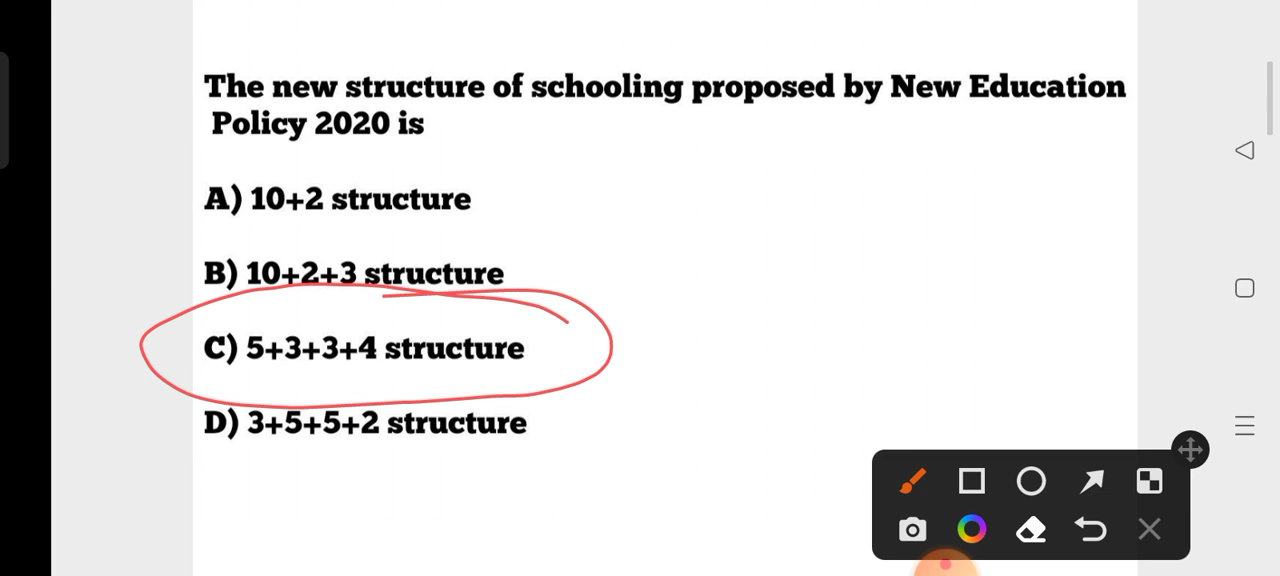 The new structure of schooling proposed by New Education
Policy 2020 is
A) 10+2 structure
B) 10+2+3 structure
C) 5+3+3+4 structure
D) 3+5+5+2 structure